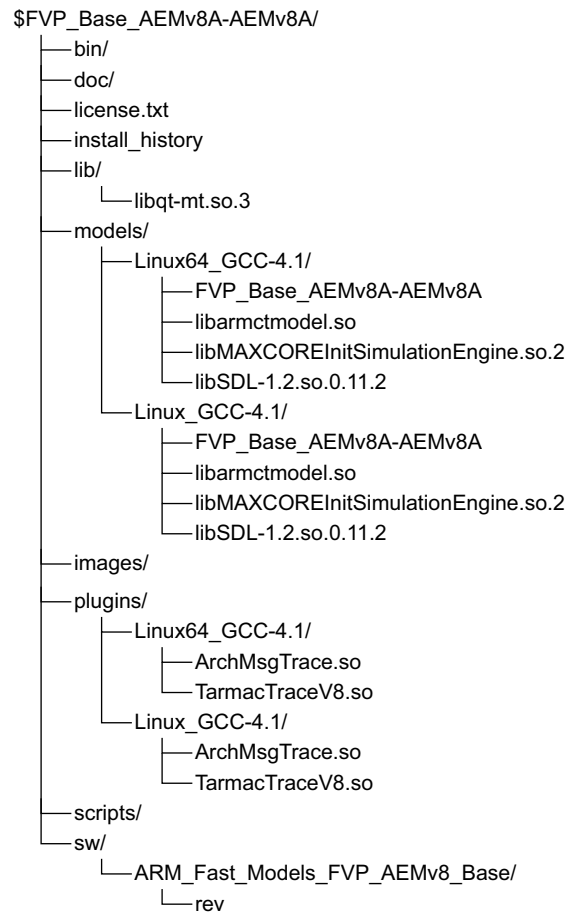 $FVP_Base_AEMv8A-AEMv8A/
bin/
doc/
license.txt
install_history
lib/
libqt-mt.so.3
models/
Linux64_GCC-4.1/
FVP_Base_AEMv8A-AEMv8A
libarmctmodel.so
libMAXCOREInitSimulationEngine.so.2
libSDL-1.2.so.0.11.2
Linux_GCC-4.1/
FVP_Base_AEMv8A-AEMv8A
libarmctmodel.so
libMAXCOREInitSimulationEngine.so.2
libSDL-1.2.so.0.11.2
images/
plugins/
Linux64_GCC-4.1/
ArchMsgTrace.so
TarmacTraceV8.so
Linux_GCC-4.1/
ArchMsgTrace.so
TarmacTraceV8.so
scripts/
sw/
ARM_Fast_Models_FVP_AEMv8_Base/
rev